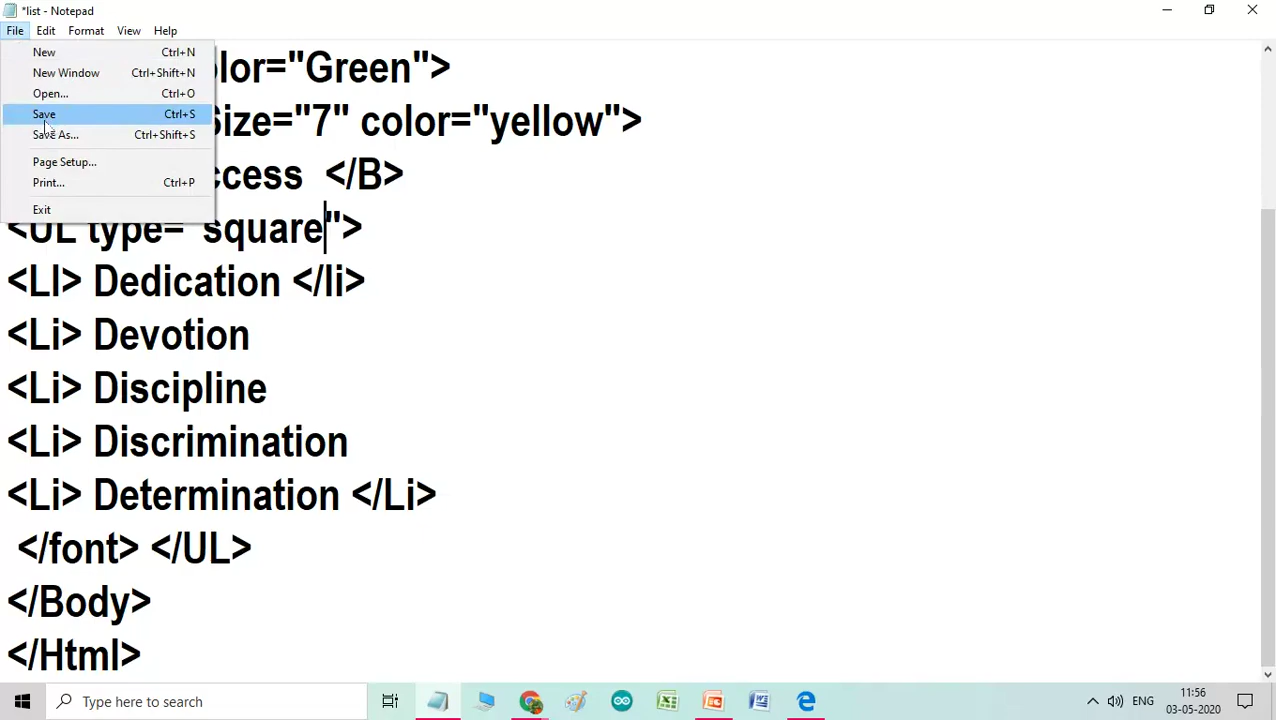 *list - Notepad
File Edit Format View Help
New Ctrl+N
New Window Ctrl+Shift+N
Open... Ctrl+O
Save Ctrl+S
Save As... Ctrl+Shift+S
Page Setup... 
Print... Ctrl+P
Exit
olor="Green">
Size="7" color="yellow">
ccess </B>
<UL type="square">
<LI> Dedication </li>
<Li> Devotion
<Li> Discipline
<Li> Discrimination
<Li> Determination </Li>
</font> </UL>
</Body>
</Html>
Type here to search
ENG
11:56
03-05-2020